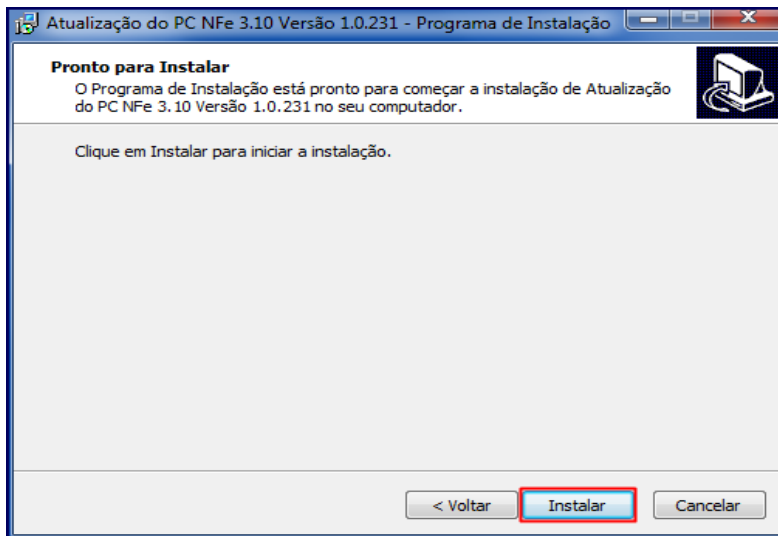 Atualização do PC NFe 3.10 Versão 1.0.231 - Programa de Instalação
Pronto para Instalar
O Programa de Instalação está pronto para começar a instalação de Atualização
do PC NFe 3.10 Versão 1.0.231 no seu computador.
Clique em Instalar para iniciar a instalação.
< Voltar Instalar Cancelar